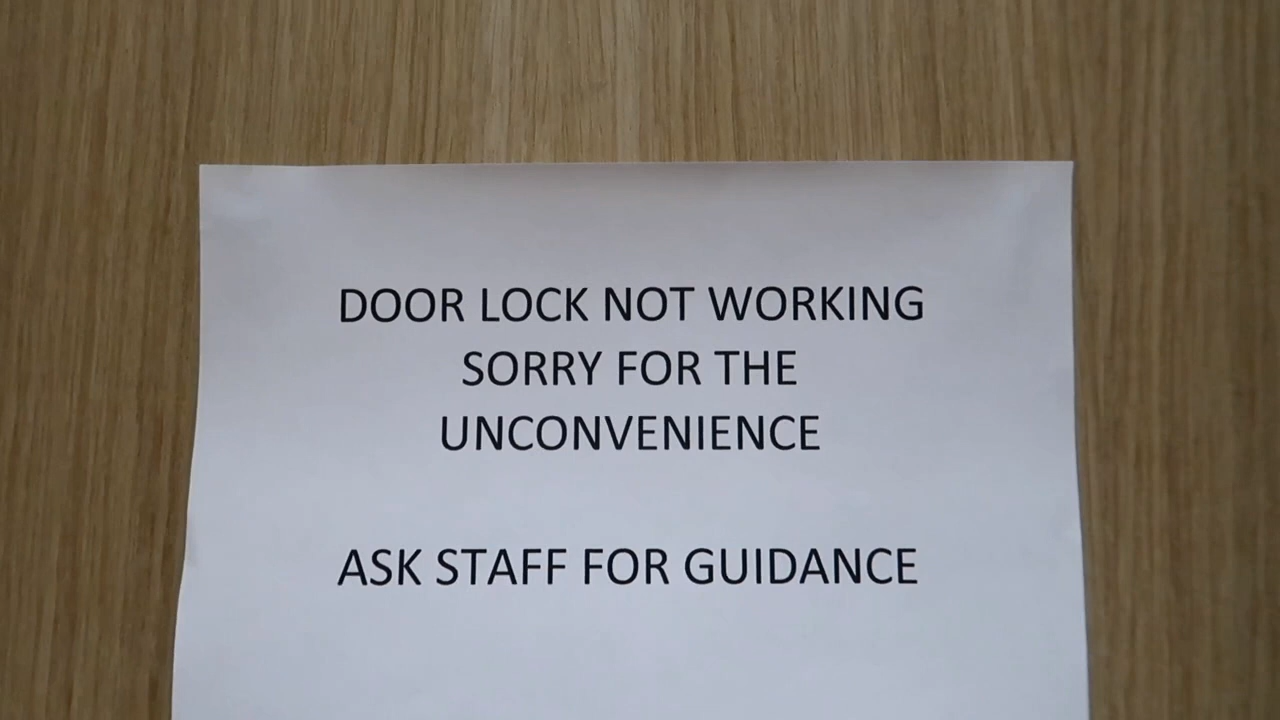 DOOR LOCK NOT WORKING
SORRY FOR THE
UNCONVENIENCE
ASK STAFF FOR GUIDANCE